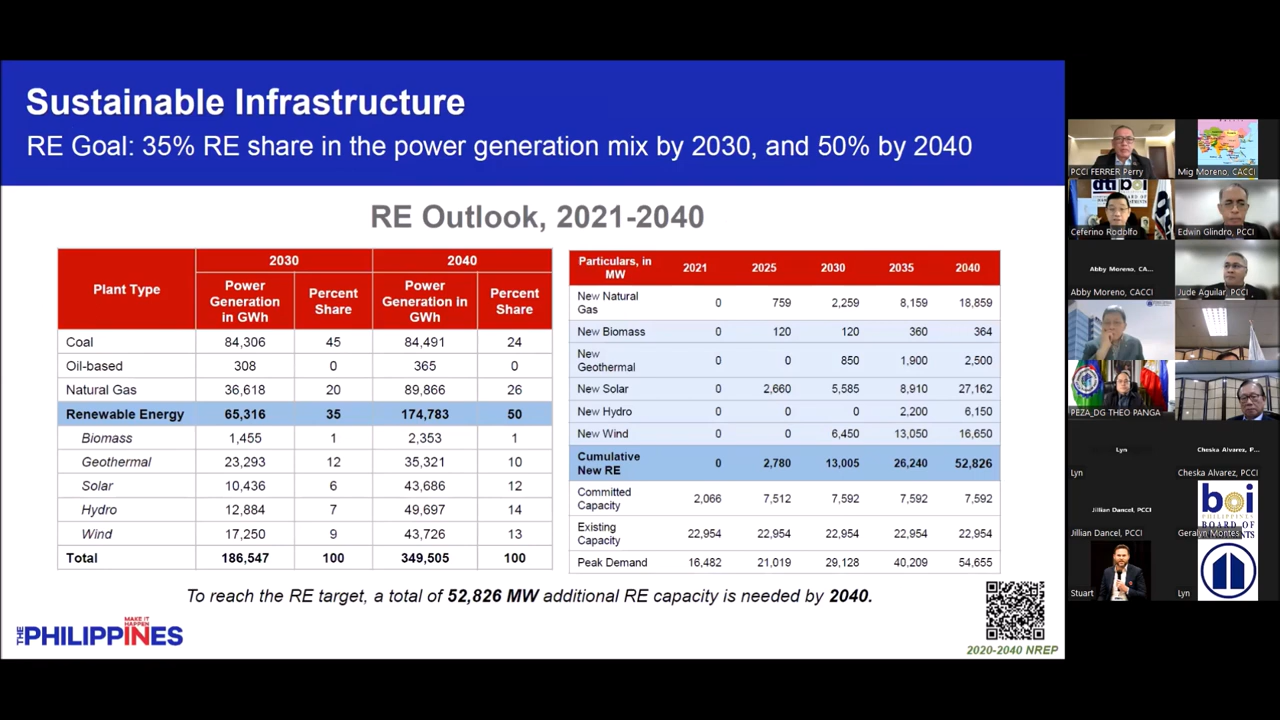 Sustainable Infrastructure
RE Goal: 35% RE share in the power generation mix by 2030, and 50% by 2040
RE Outlook, 2021-2040
Plant Type 2030 2040
Power Generation in GWh Percent Share Power Generation in GWh Percent Share
Coal 84,306 45 84,491 24
Oil-based 308 0 365 0
Natural Gas 36,618 20 89,866 26
Renewable Energy 65,316 35 174,783 50
Biomass 1,455 1 2,353 1
Geothermal 23,293 12 35,321 10
Solar 10,436 6 43,686 12
Hydro 12,884 7 49,697 14
Wind 17,250 9 43,726 13
Total 186,547 100 349,505 100
Particulars, in MW 2021 2025 2030 2035 2040
New Natural Gas 0 759 2,259 8,159 18,859
New Biomass 0 120 120 360 364
New Geothermal 0 0 850 1,900 2,500
New Solar 0 2,660 5,585 8,910 27,162
New Hydro 0 0 0 2,200 6,150
New Wind 0 0 6,450 13,050 16,650
Cumulative New RE 0 2,780 13,005 26,240 52,826
Committed Capacity 2,066 7,512 7,592 7,592 7,592
Existing Capacity 22,954 22,954 22,954 22,954 22,954
Peak Demand 16,482 21,019 29,128 40,209 54,655
To reach the RE target, a total of 52,826 MW additional RE capacity is needed by 2040.
MAKE IT HAPPEN
THE PHILIPPINES
2020-2040 NREP
PCCI FERRER Perry
Mig Moreno, CACCI
dti boi
Ceferino Rodolfo
Edwin Glindro, PCCI
Abby Moreno, CA...
Abby Moreno, CACCI
Jude Aguilar, PCCI
PEZA_DG THEO PANGA
Lyn
Lyn
Cheska Alvarez, P...
Cheska Alvarez, PCCI
Jillian Dancel, PCCI
Jillian Dancel, PCCI
boi
PHILIPPINES
BOARD OF
Geralyn Montes
Stuart
Lyn